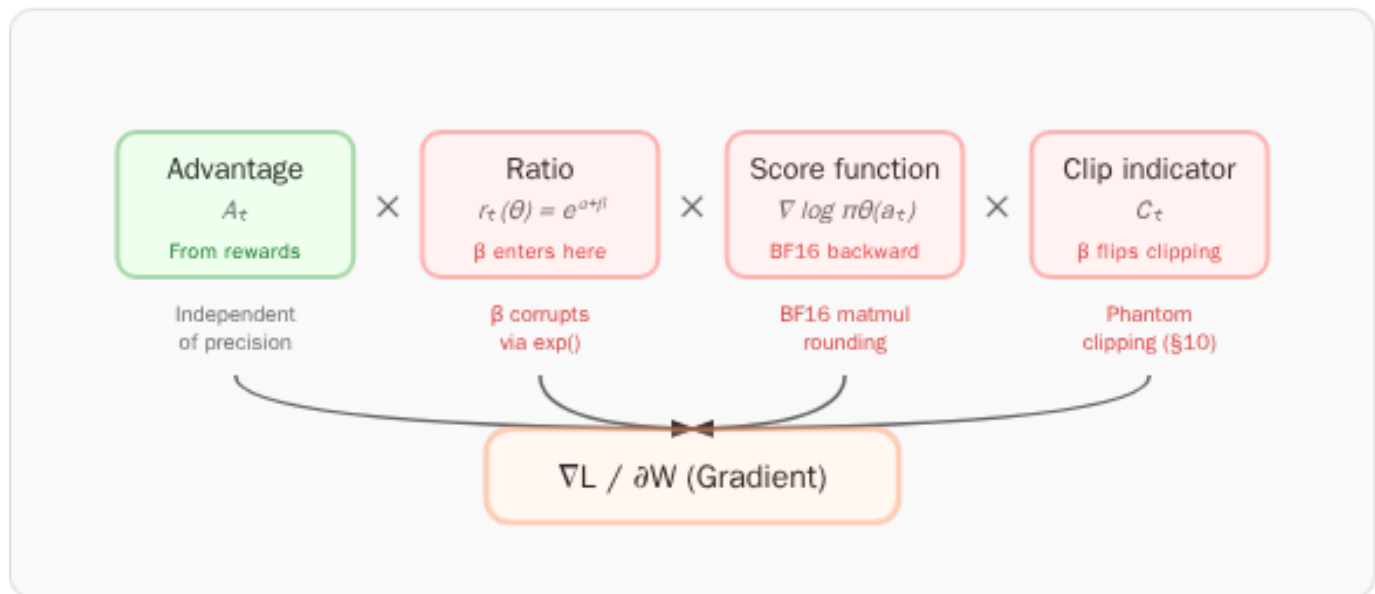 Advantage
Aₜ
From rewards
Independent
of precision
×
Ratio
rₜ(θ) = e^{α+β}
β enters here
β corrupts
via exp()
×
Score function
∇ log πθ(aₜ)
BF16 backward
BF16 matmul
rounding
×
Clip indicator
Cₜ
β flips clipping
Phantom
clipping (§10)
∇L / ∂W (Gradient)